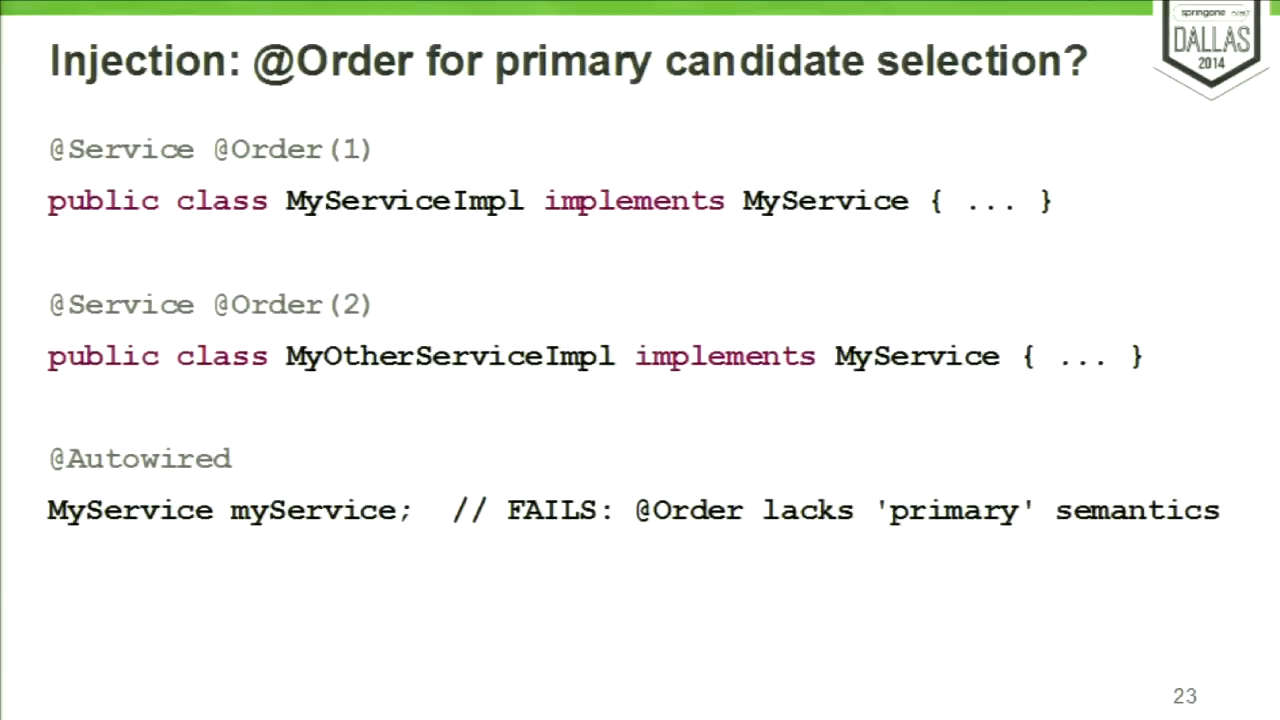 springone
DALLAS
2014
Injection: @Order for primary candidate selection?
@Service @Order(1)
public class MyServiceImpl implements MyService { ... }
@Service @Order(2)
public class MyOtherServiceImpl implements MyService { ... }
@Autowired
MyService myService;  // FAILS: @Order lacks 'primary' semantics
23